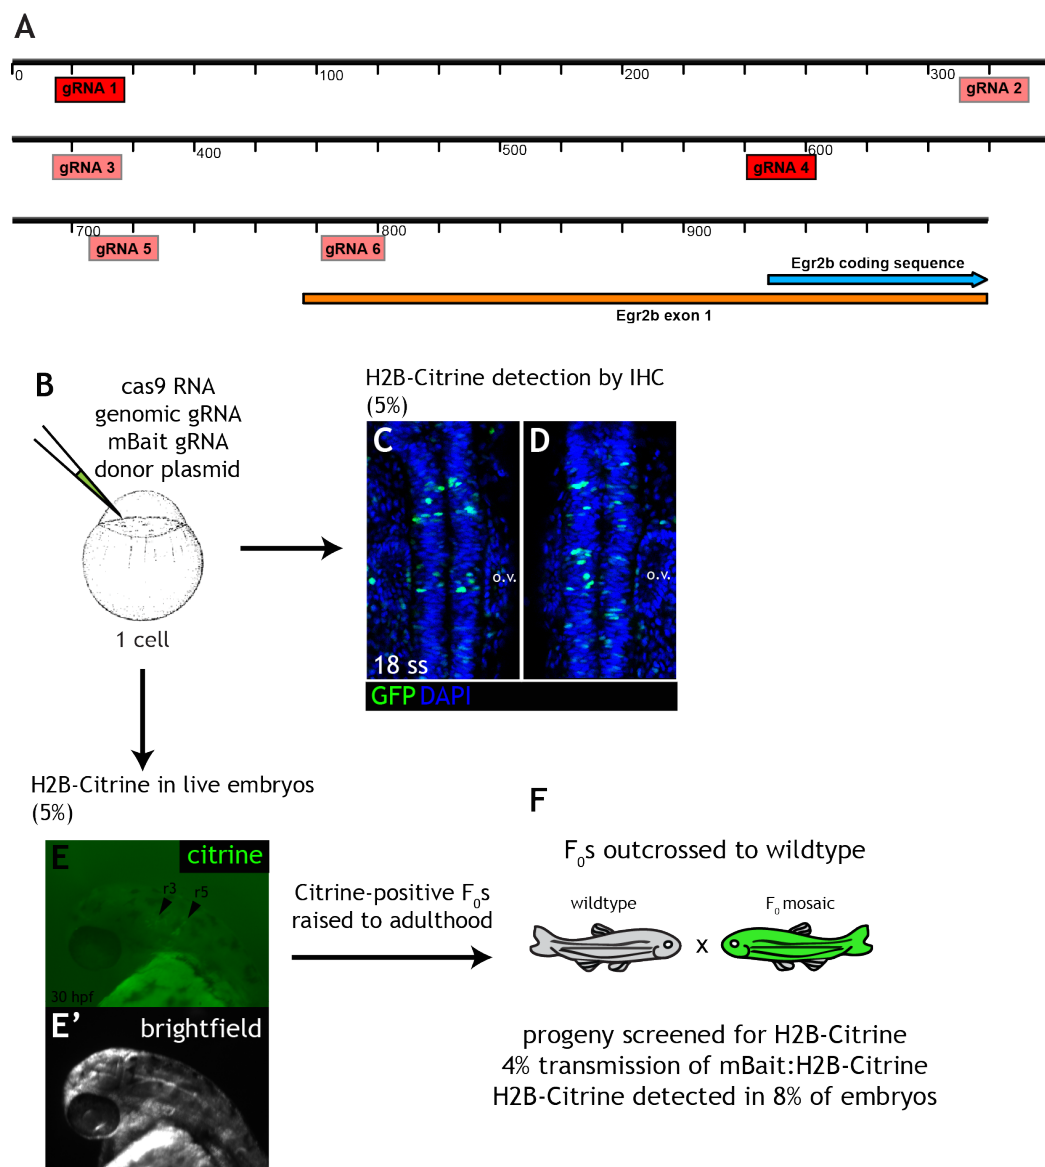 A
0
100
200
300
gRNA 1
gRNA 2
400
500
600
gRNA 3
gRNA 4
700
800
900
gRNA 5
gRNA 6
Egr2b coding sequence
Egr2b exon 1
B
cas9 RNA
genomic gRNA
mBait gRNA
donor plasmid
1 cell
H2B-Citrine detection by IHC
(5%)
C
D
o.v.
o.v.
18 ss
GFP DAPI
H2B-Citrine in live embryos
(5%)
E
citrine
r3
r5
30 hpf
E’
brightfield
Citrine-positive F0s
raised to adulthood
F
F0s outcrossed to wildtype
wildtype
F0 mosaic
x
progeny screened for H2B-Citrine
4% transmission of mBait:H2B-Citrine
H2B-Citrine detected in 8% of embryos